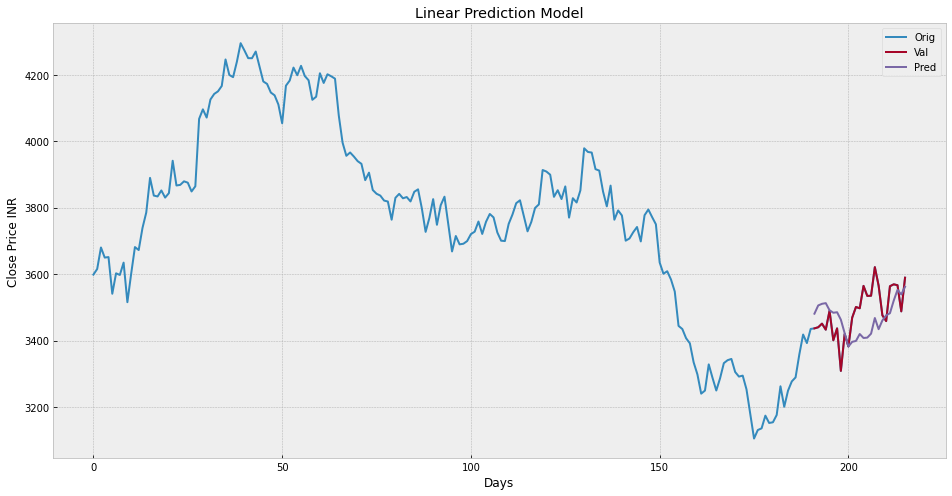 Linear Prediction Model
Orig
Val
Pred
Close Price INR
4200
4000
3800
3600
3400
3200
0 50 100 150 200
Days